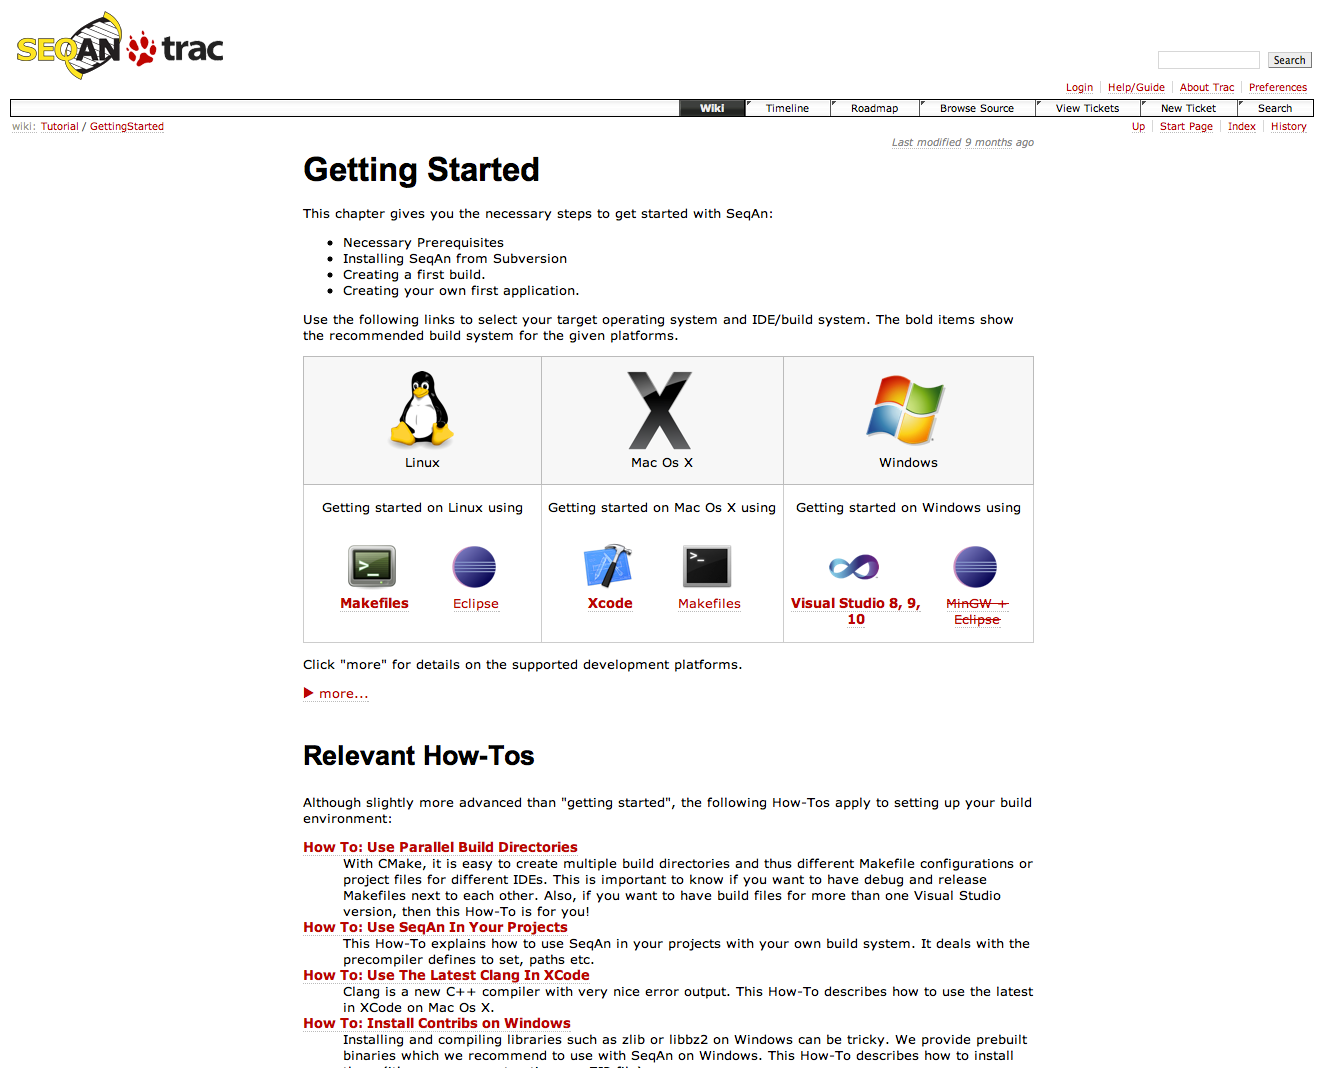 SEQAN trac
Search
Login Help/Guide About Trac Preferences
Wiki Timeline Roadmap Browse Source View Tickets New Ticket Search
wiki: Tutorial / GettingStarted Up Start Page Index History
Last modified 9 months ago
Getting Started
This chapter gives you the necessary steps to get started with SeqAn:
• Necessary Prerequisites
• Installing SeqAn from Subversion
• Creating a first build.
• Creating your own first application.
Use the following links to select your target operating system and IDE/build system. The bold items show
the recommended build system for the given platforms.
Linux Mac Os X Windows
Getting started on Linux using Getting started on Mac Os X using Getting started on Windows using
Makefiles Eclipse Xcode Makefiles Visual Studio 8, 9, MinGW +
10 Eclipse
Click "more" for details on the supported development platforms.
more...
Relevant How-Tos
Although slightly more advanced than "getting started", the following How-Tos apply to setting up your build
environment:
How To: Use Parallel Build Directories
With CMake, it is easy to create multiple build directories and thus different Makefile configurations or
project files for different IDEs. This is important to know if you want to have debug and release
Makefiles next to each other. Also, if you want to have build files for more than one Visual Studio
version, then this How-To is for you!
How To: Use SeqAn In Your Projects
This How-To explains how to use SeqAn in your projects with your own build system. It deals with the
precompiler defines to set, paths etc.
How To: Use The Latest Clang In XCode
Clang is a new C++ compiler with very nice error output. This How-To describes how to use the latest
in XCode on Mac Os X.
How To: Install Contribs on Windows
Installing and compiling libraries such as zlib or libbz2 on Windows can be tricky. We provide prebuilt
binaries which we recommend to use with SeqAn on Windows. This How-To describes how to install